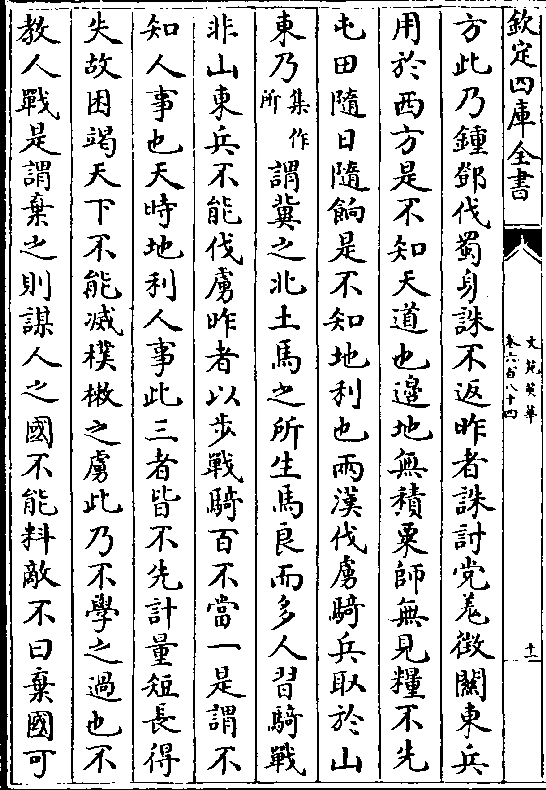 欽定四庫全書
文苑英華
卷六百八十四
十一
方此乃鍾鄧伐蜀身誅不返昨者誅討党羌徵關東兵
用於西方是不知天道也邊地無積粟師無見糧不先
屯田隨日隨餉是不知地利也兩漢伐虜騎兵取於山
東乃集作所謂冀之北土馬之所生馬良而多人習騎戰
非山東兵不能伐虜昨者以步戰騎百不當一是謂不
知人事也天時地利人事此三者皆不先計量短長得
失故困竭天下不能滅樸樕之虜此乃不學之過也不
教人戰是謂棄之則謀人之國不能料敵不曰棄國可